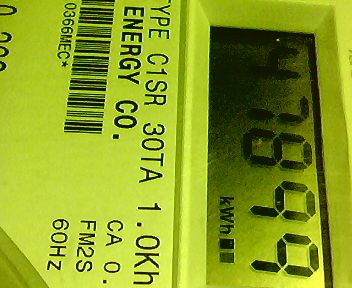 47899
kWh
TYPE C1SR 30TA 1.0Kh
ENERGY CO.
CA 0.
FM2S
0366MEC*
60Hz